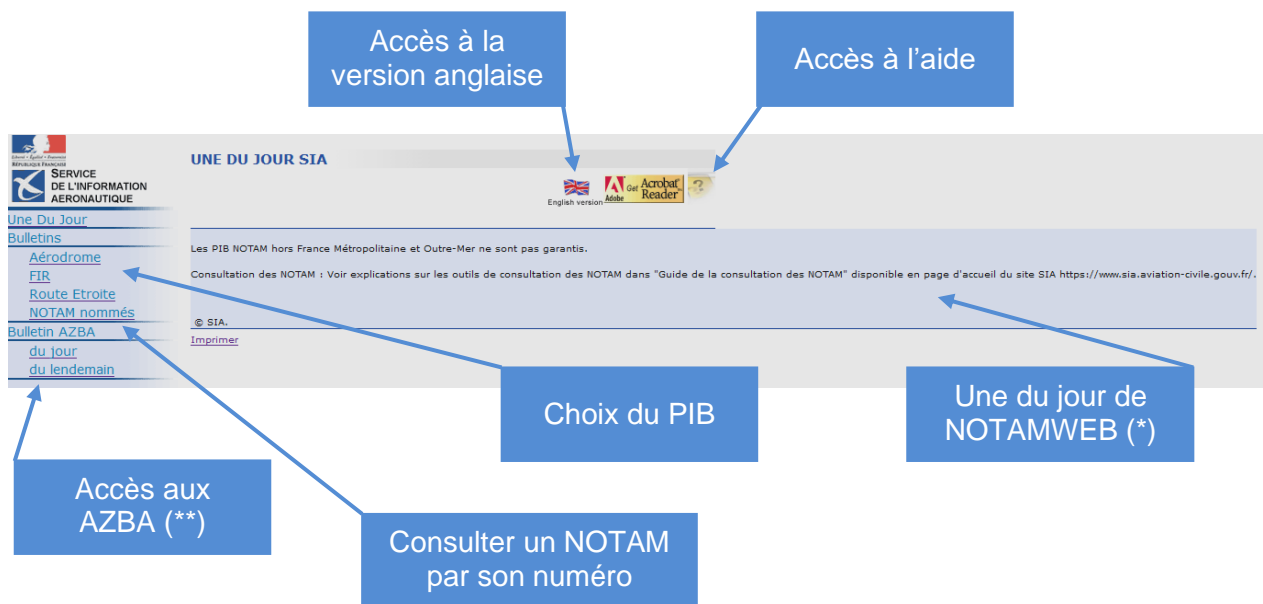 Accès à la
version anglaise
Accès à l'aide
RÉPUBLIQUE FRANÇAISE
SERVICE
DE L'INFORMATION
AERONAUTIQUE
UNE DU JOUR SIA
English version
Adobe
Get Acrobat
Reader
?
Une Du Jour
Bulletins
Aérodrome
FIR
Route Etroite
NOTAM nommés
Bulletin AZBA
du jour
du lendemain
Les PIB NOTAM hors France Métropolitaine et Outre-Mer ne sont pas garantis.
Consultation des NOTAM : Voir explications sur les outils de consultation des NOTAM dans "Guide de la consultation des NOTAM" disponible en page d'accueil du site SIA https://www.sia.aviation-civile.gouv.fr/.
© SIA.
Imprimer
Choix du PIB
Une du jour de
NOTAMWEB (*)
Accès aux
AZBA (**)
Consulter un NOTAM
par son numéro